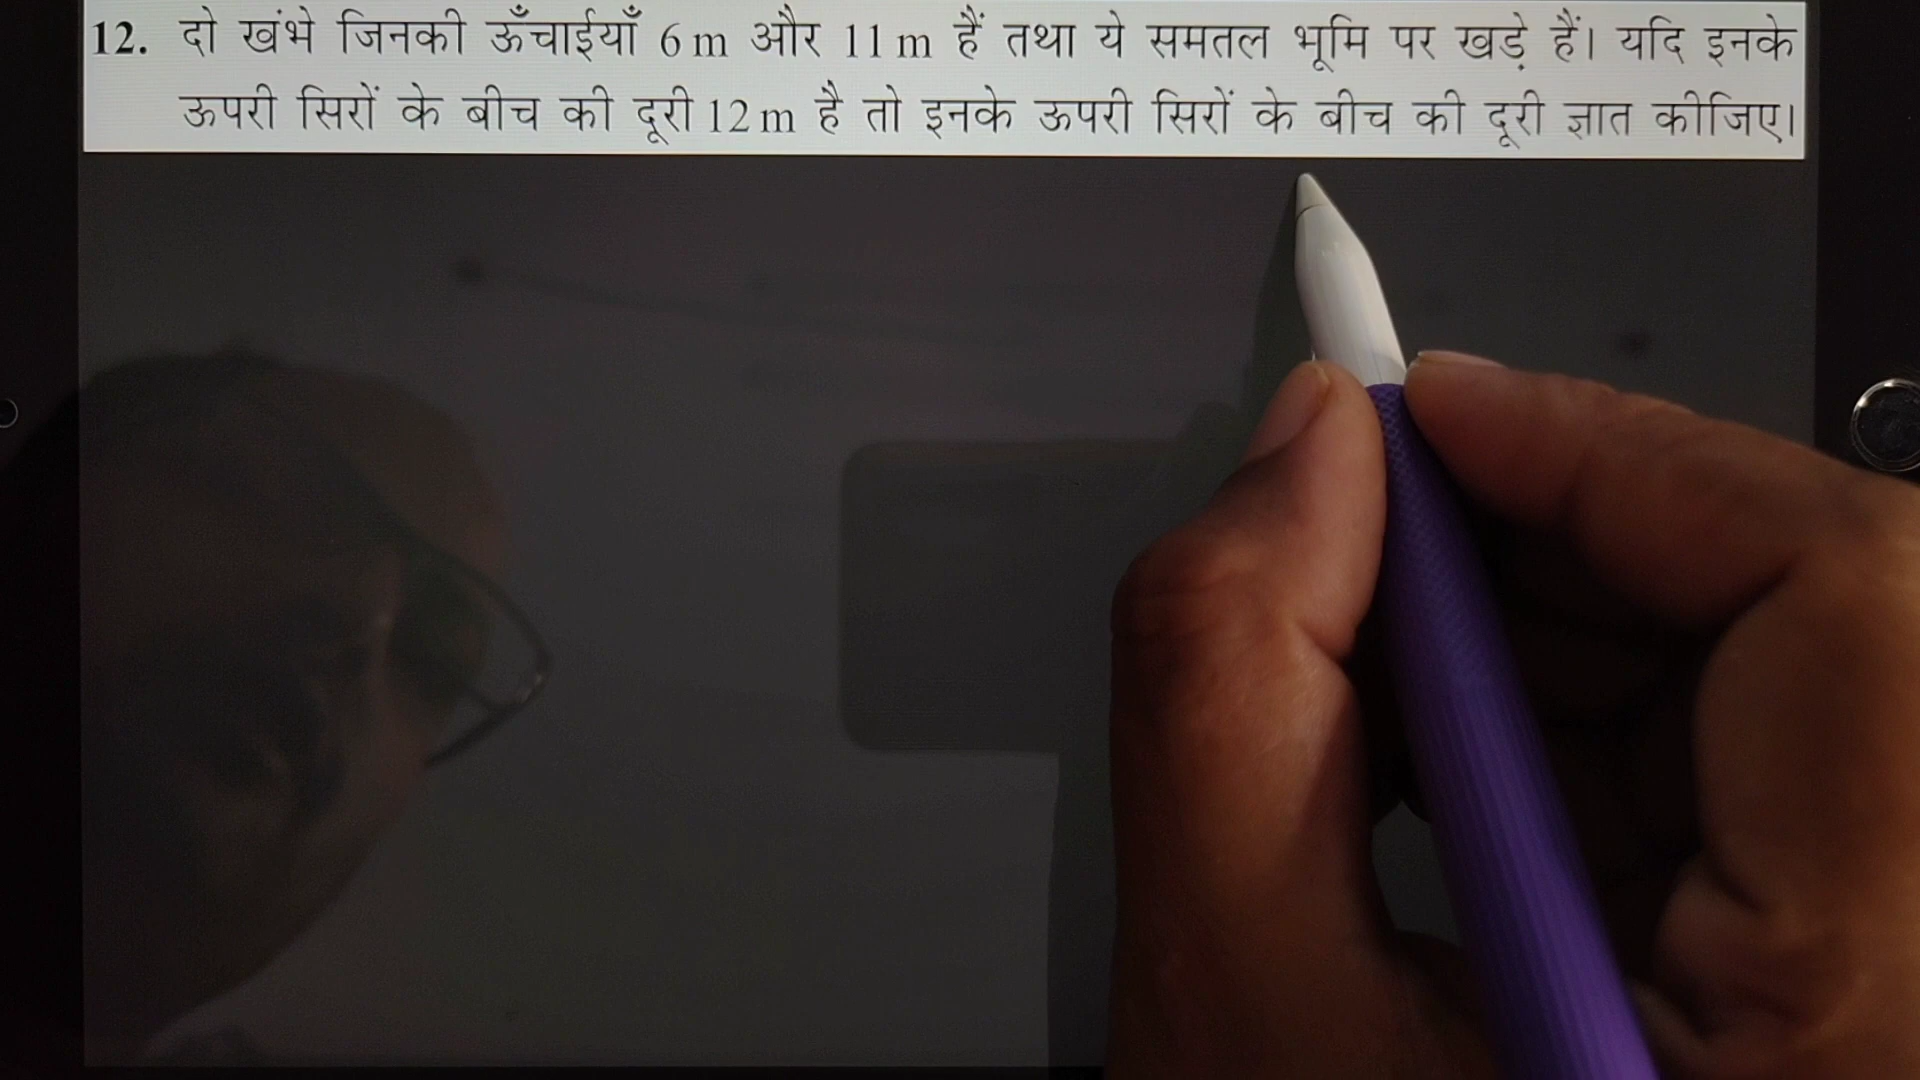 12. दो खंभे जिनकी ऊँचाईयाँ 6 m और 11 m हैं तथा ये समतल भूमि पर खड़े हैं। यदि इनके
ऊपरी सिरों के बीच की दूरी 12 m है तो इनके ऊपरी सिरों के बीच की दूरी ज्ञात कीजिए।